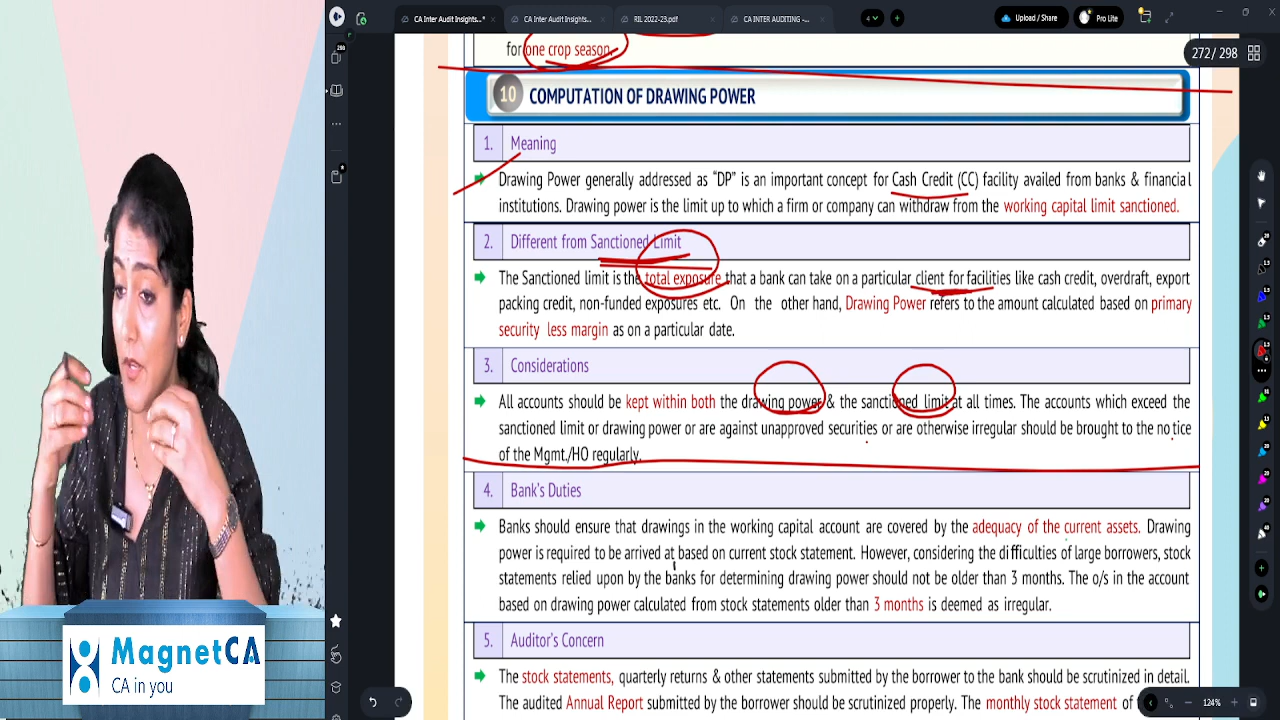 CA Inter Audit Insights...*
CA Inter Audit Insights...
RIL 2022-23.pdf
CA INTER AUDITING -...
4
Upload / Share
Pro Lite
298
272/ 298
for one crop season.
10 COMPUTATION OF DRAWING POWER
1. Meaning
Drawing Power generally addressed as “DP” is an important concept for Cash Credit (CC) facility availed from banks & financial
institutions. Drawing power is the limit up to which a firm or company can withdraw from the working capital limit sanctioned.
2. Different from Sanctioned Limit
The Sanctioned limit is the total exposure that a bank can take on a particular client for facilities like cash credit, overdraft, export
packing credit, non-funded exposures etc. On the other hand, Drawing Power refers to the amount calculated based on primary
security less margin as on a particular date.
3. Considerations
All accounts should be kept within both the drawing power & the sanctioned limit at all times. The accounts which exceed the
sanctioned limit or drawing power or are against unapproved securities or are otherwise irregular should be brought to the no tice
of the Mgmt./HO regularly.
4. Bank’s Duties
Banks should ensure that drawings in the working capital account are covered by the adequacy of the current assets. Drawing
power is required to be arrived at based on current stock statement. However, considering the difficulties of large borrowers, stock
statements relied upon by the banks for determining drawing power should not be older than 3 months. The o/s in the account
based on drawing power calculated from stock statements older than 3 months is deemed as irregular.
5. Auditor’s Concern
The stock statements, quarterly returns & other statements submitted by the borrower to the bank should be scrutinized in detail.
The audited Annual Report submitted by the borrower should be scrutinized properly. The monthly stock statement of
124%
MagnetCA
CA in you